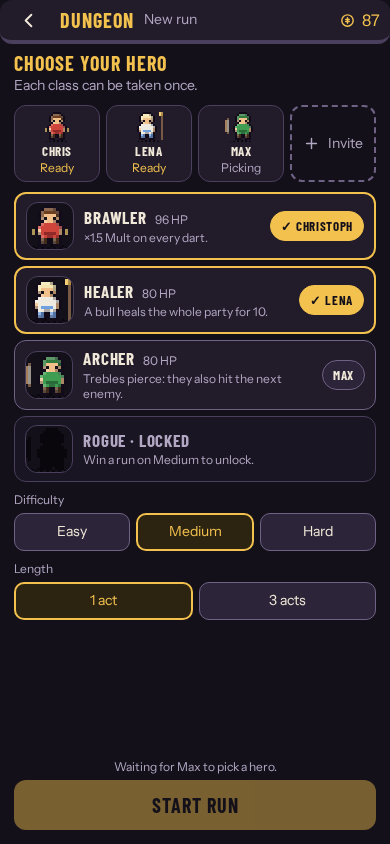 DUNGEON New run 87
CHOOSE YOUR HERO
Each class can be taken once.
CHRIS LENA MAX + Invite
Ready Ready Picking
BRAWLER 96 HP
×1.5 Mult on every dart.
✓ CHRISTOPH
HEALER 80 HP
A bull heals the whole party for 10.
✓ LENA
ARCHER 80 HP
Trebles pierce: they also hit the next
enemy.
MAX
ROGUE · LOCKED
Win a run on Medium to unlock.
Difficulty
Easy Medium Hard
Length
1 act 3 acts
Waiting for Max to pick a hero.
START RUN